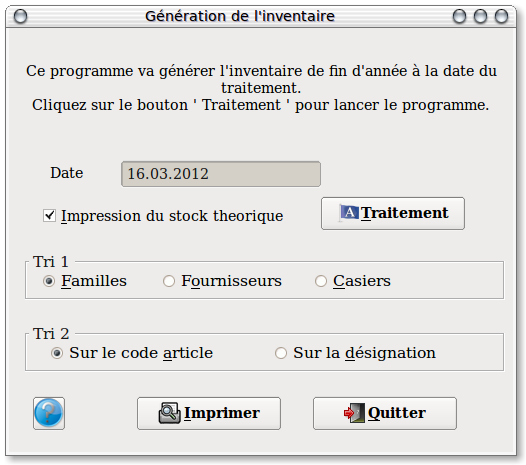 Génération de l'inventaire
Ce programme va générer l'inventaire de fin d'année à la date du
traitement.
Cliquez sur le bouton ' Traitement ' pour lancer le programme.
Date 16.03.2012
Impression du stock theorique
A Traitement
Tri 1
Familles Fournisseurs Casiers
Tri 2
Sur le code article Sur la désignation
? Imprimer Quitter